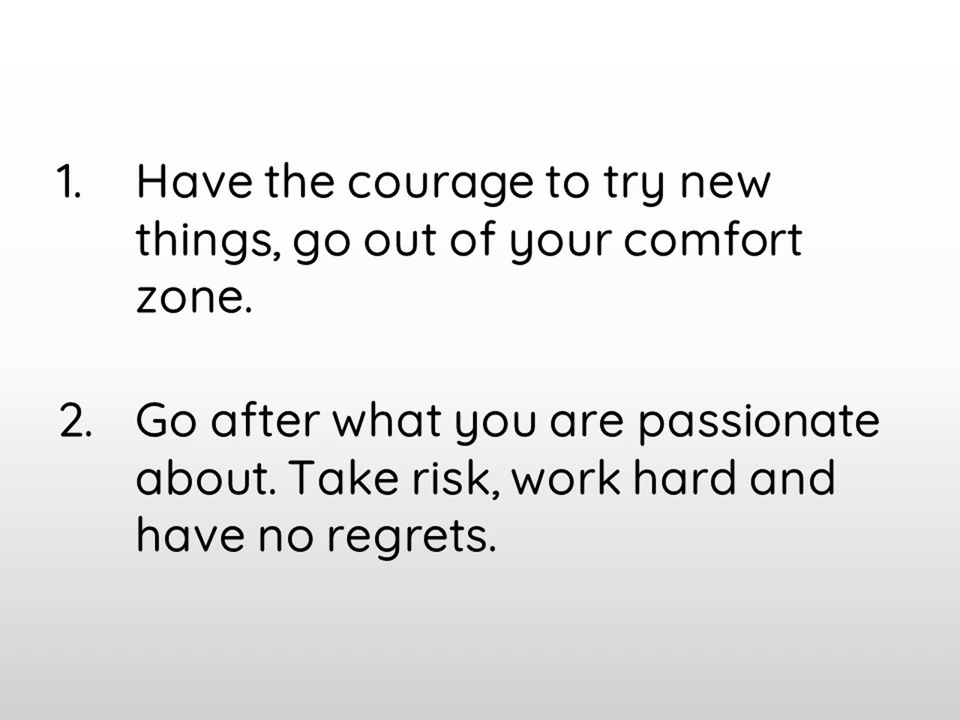 1. Have the courage to try new
things, go out of your comfort
zone.
2. Go after what you are passionate
about. Take risk, work hard and
have no regrets.